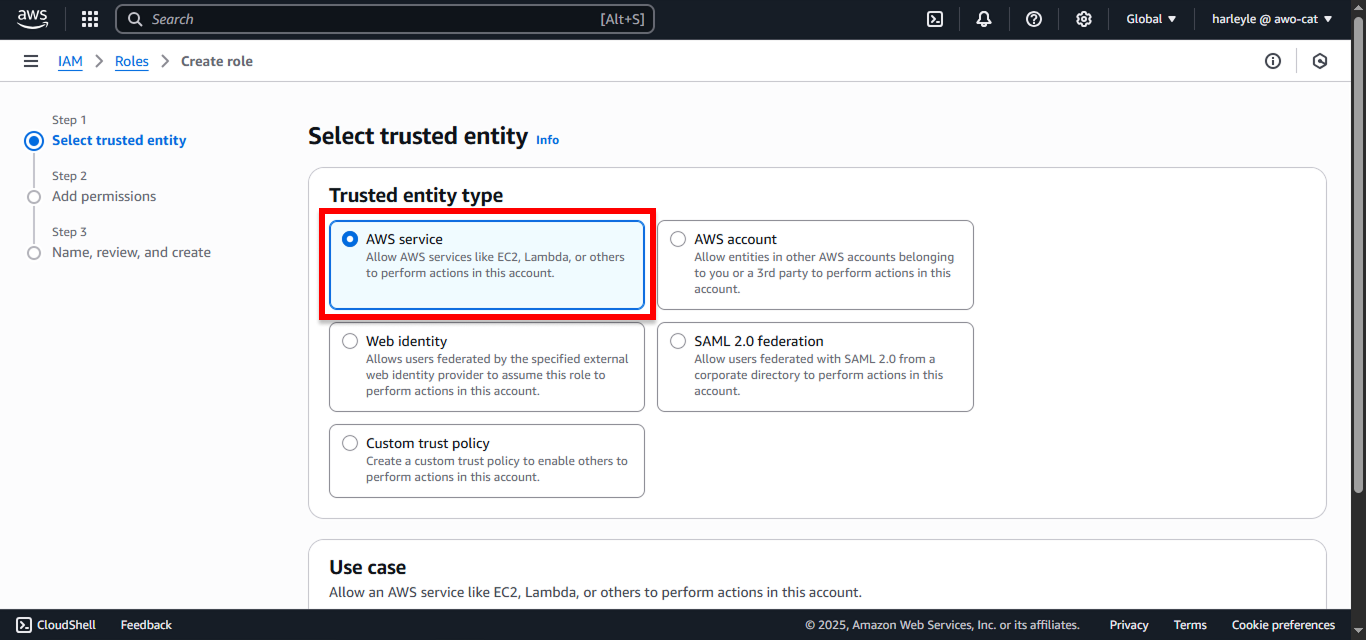 aws
Search
[Alt+S]
Global
harleyle @ awo-cat
IAM
Roles
Create role
Step 1
Select trusted entity
Step 2
Add permissions
Step 3
Name, review, and create
Select trusted entity Info
Trusted entity type
AWS service
Allow AWS services like EC2, Lambda, or others
to perform actions in this account.
AWS account
Allow entities in other AWS accounts belonging
to you or a 3rd party to perform actions in this
account.
Web identity
Allows users federated by the specified external
web identity provider to assume this role to
perform actions in this account.
SAML 2.0 federation
Allow users federated with SAML 2.0 from a
corporate directory to perform actions in this
account.
Custom trust policy
Create a custom trust policy to enable others to
perform actions in this account.
Use case
Allow an AWS service like EC2, Lambda, or others to perform actions in this account.
CloudShell
Feedback
© 2025, Amazon Web Services, Inc. or its affiliates.
Privacy
Terms
Cookie preferences